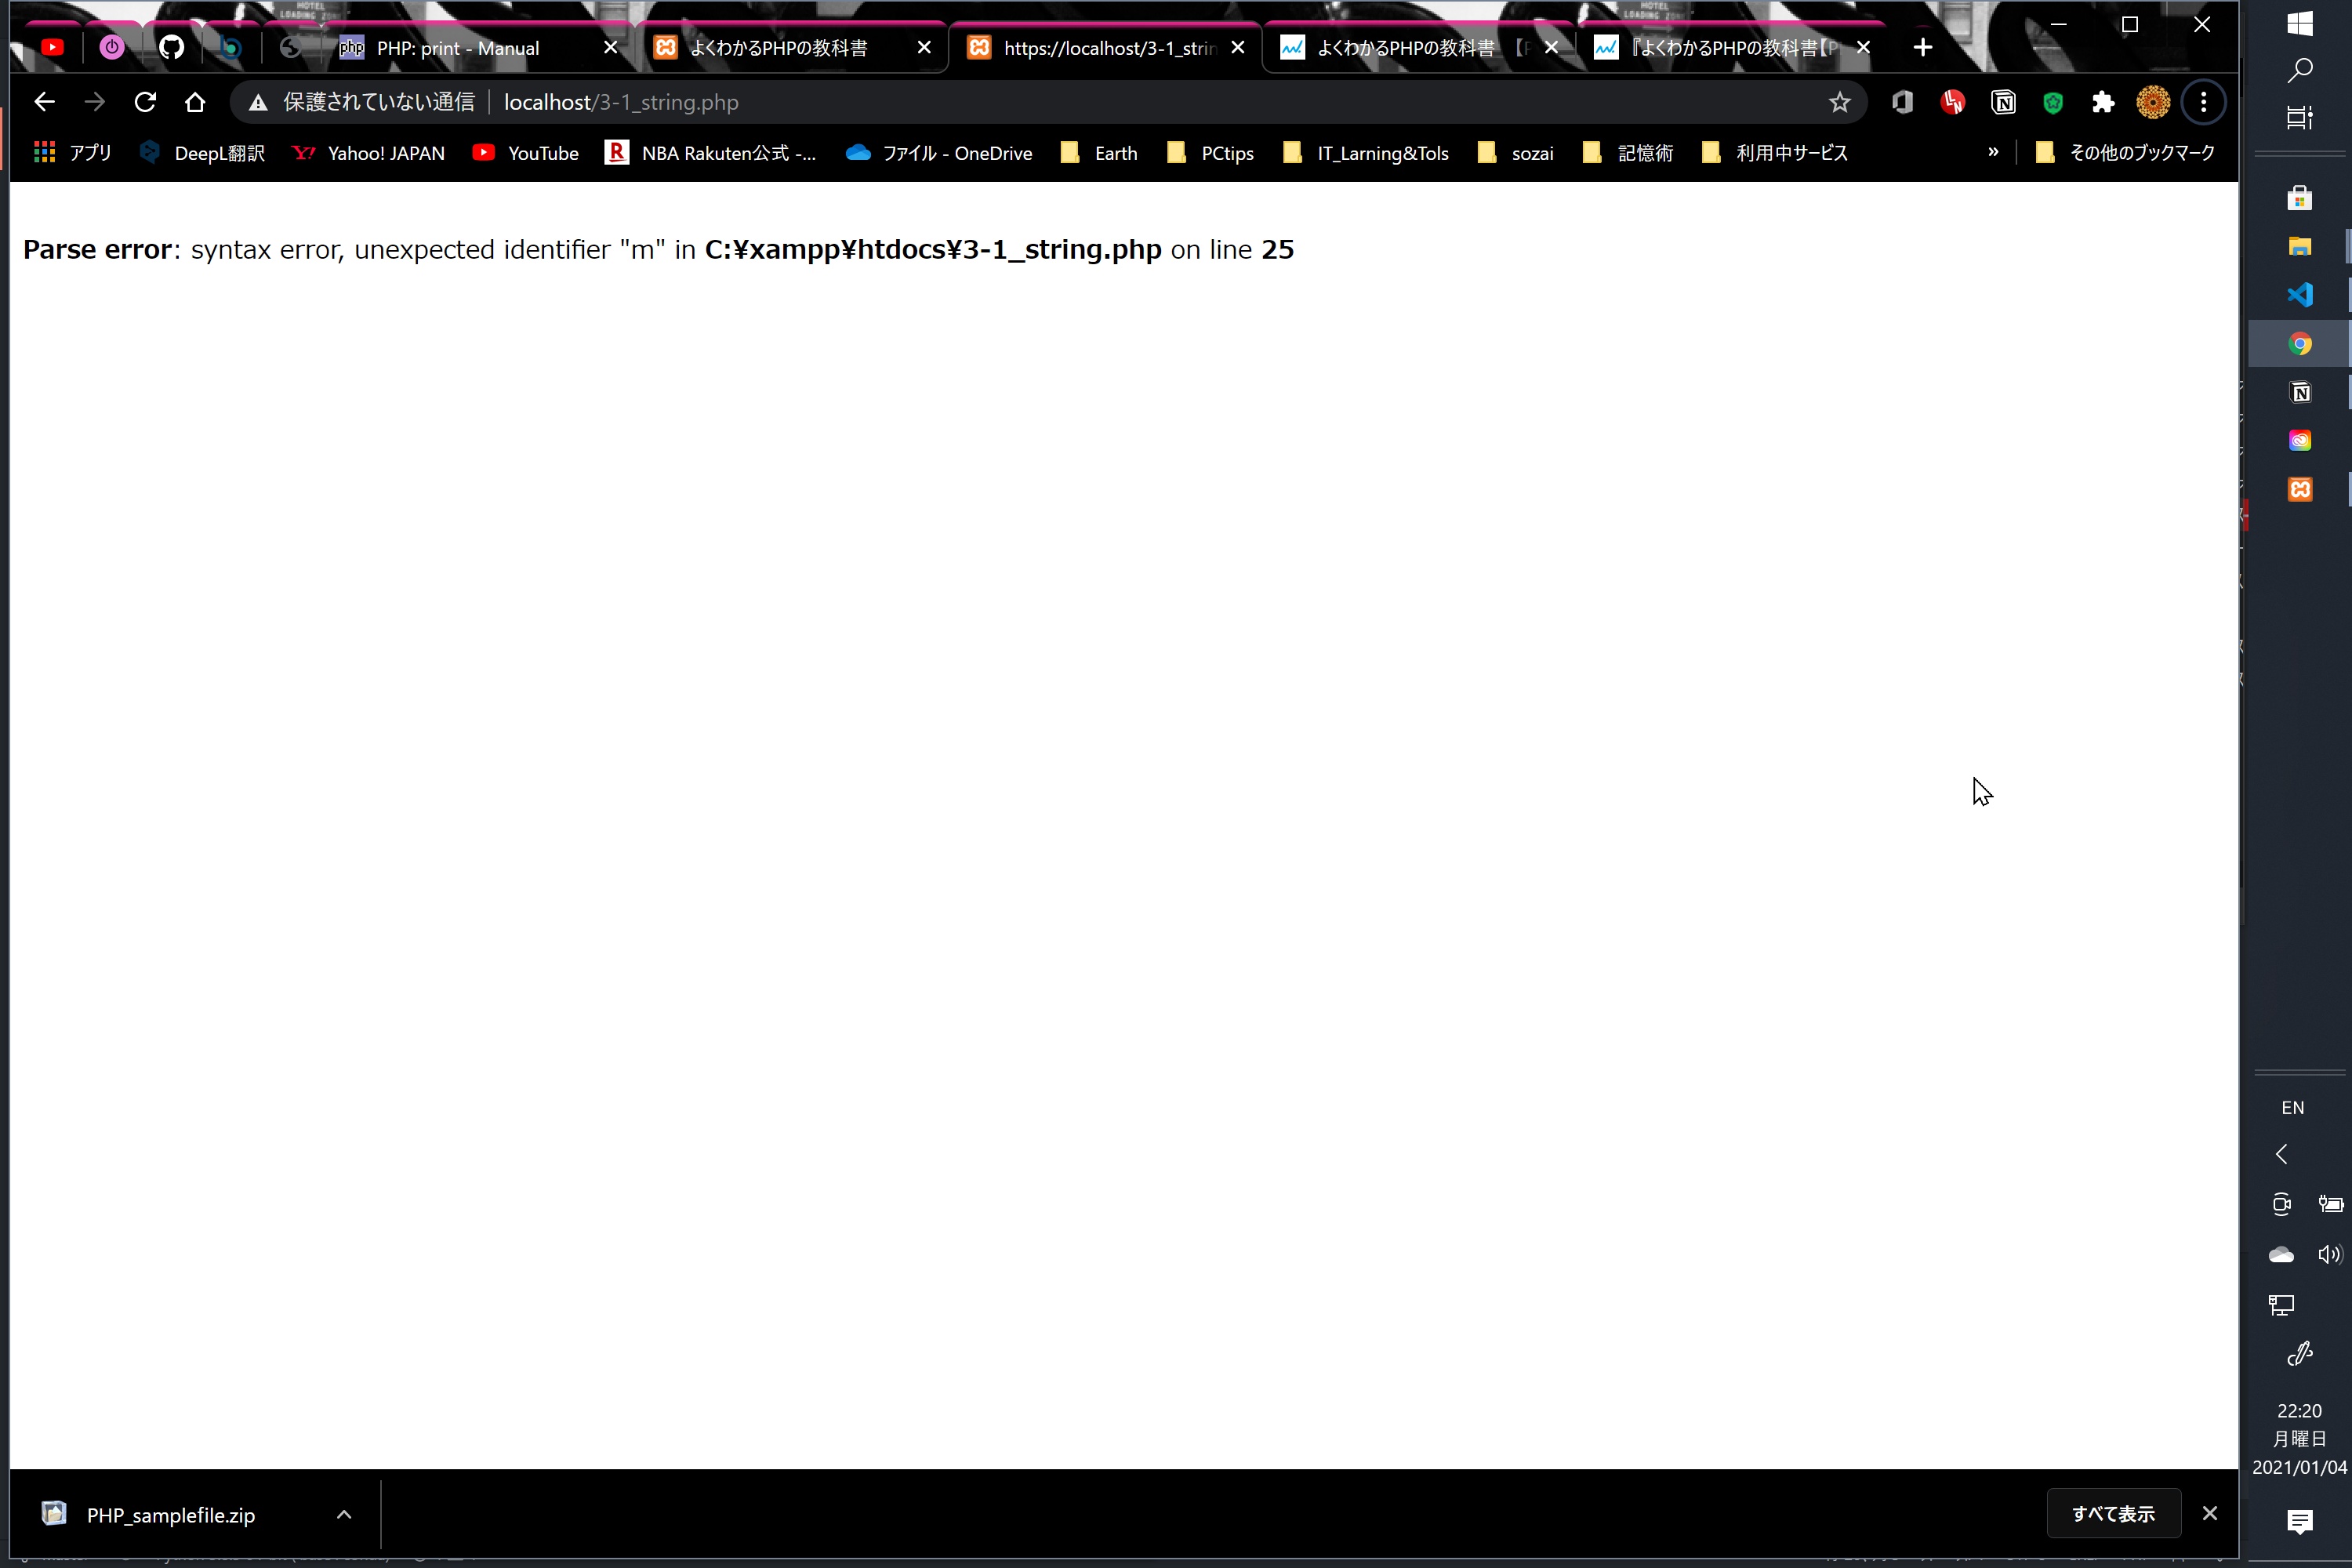 PHP: print - Manual
よくわかるPHPの教科書
https://localhost/3-1_strin
よくわかるPHPの教科書 【P
『よくわかるPHPの教科書【P
保護されていない通信 localhost/3-1_string.php
アプリ DeepL翻訳 Yahoo! JAPAN YouTube NBA Rakuten公式 -... ファイル - OneDrive Earth PCtips IT_Larning&Tols sozai 記憶術 利用中サービス » その他のブックマーク
Parse error: syntax error, unexpected identifier "m" in C:¥xampp¥htdocs¥3-1_string.php on line 25
PHP_samplefile.zip
すべて表示
EN
22:20
月曜日
2021/01/04